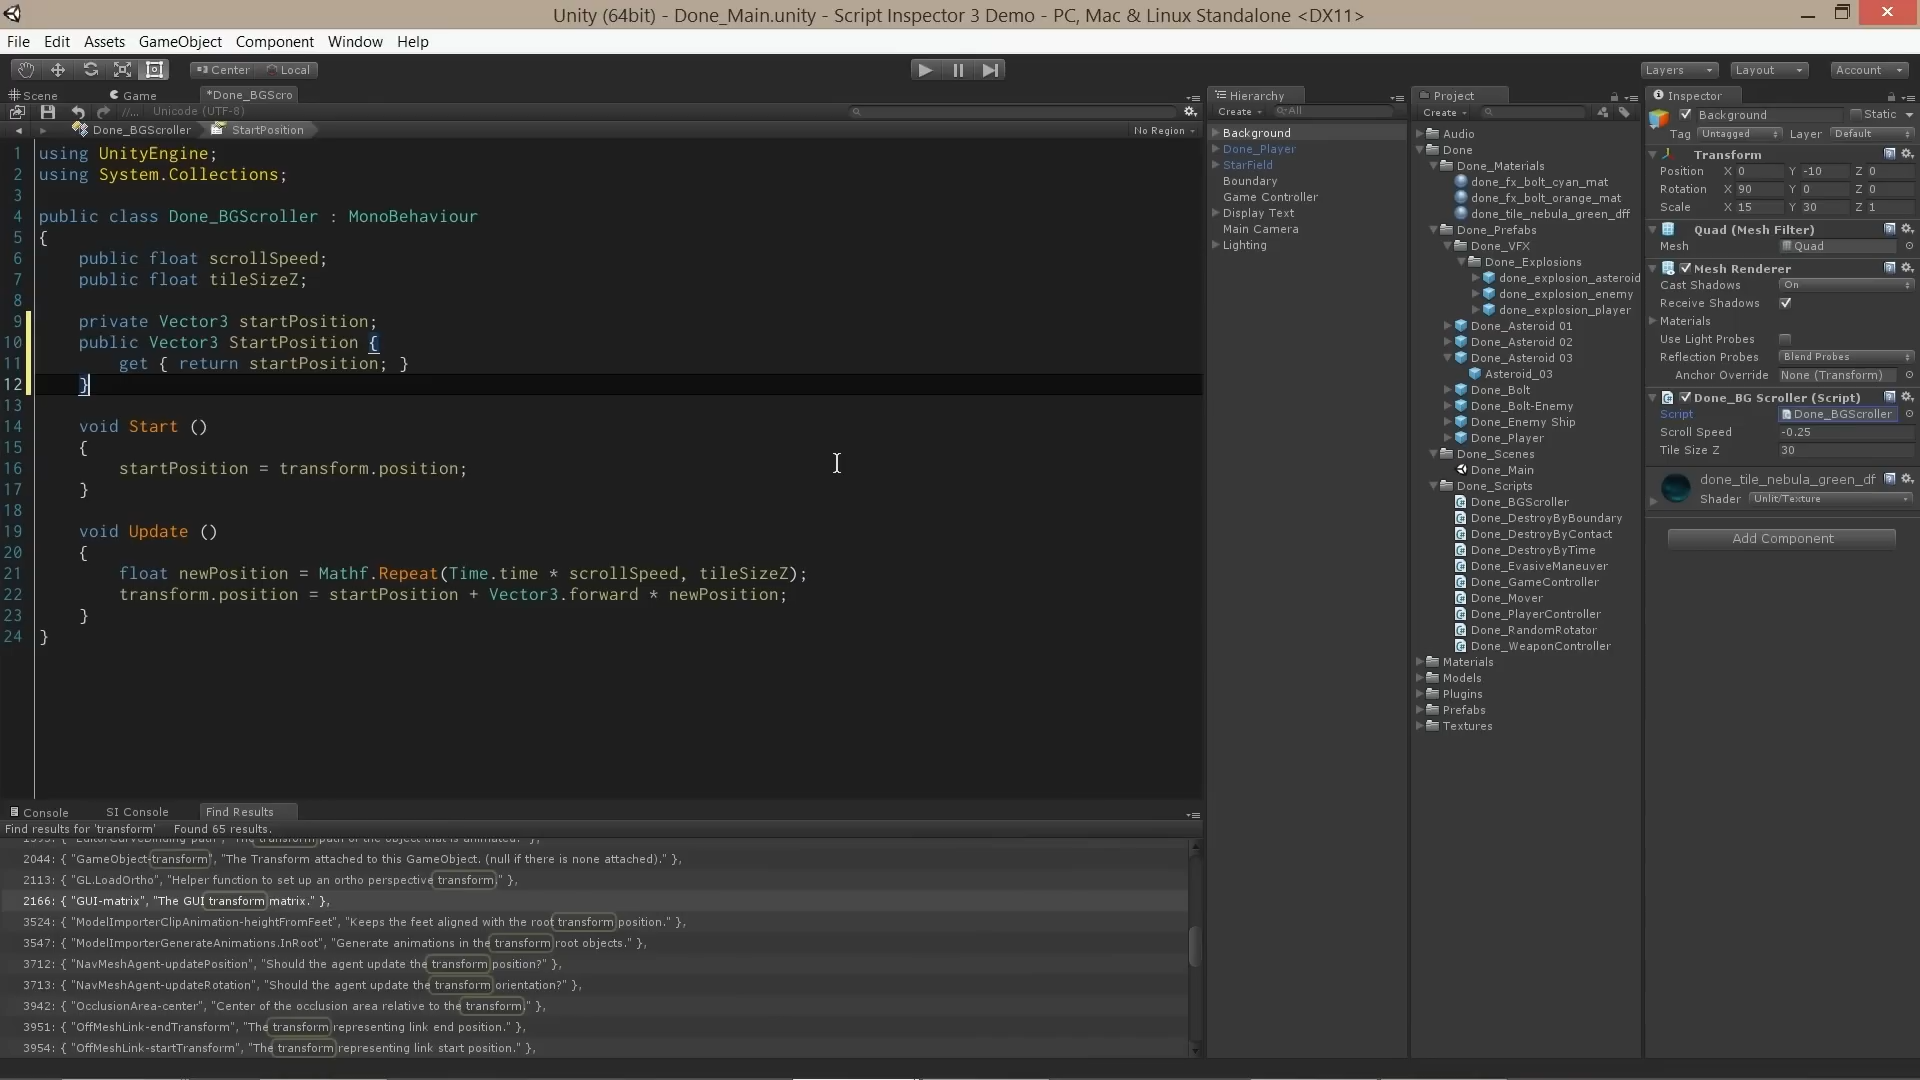 Unity (64bit) - Done_Main.unity - Script Inspector 3 Demo - PC, Mac & Linux Standalone <DX11>
File Edit Assets GameObject Component Window Help
Center Local
Layers Layout Account
Scene Game *Done_BGScro
//... Unicode (UTF-8)
Done_BGScroller StartPosition No Region
1 using UnityEngine;
2 using System.Collections;
3
4 public class Done_BGScroller : MonoBehaviour
5 {
6 public float scrollSpeed;
7 public float tileSizeZ;
8
9 private Vector3 startPosition;
10 public Vector3 StartPosition {
11 get { return startPosition; }
12 }
13
14 void Start ()
15 {
16 startPosition = transform.position;
17 }
18
19 void Update ()
20 {
21 float newPosition = Mathf.Repeat(Time.time * scrollSpeed, tileSizeZ);
22 transform.position = startPosition + Vector3.forward * newPosition;
23 }
24 }
Console SI Console Find Results
Find results for 'transform' Found 65 results.
2044: { "GameObject-transform", "The Transform attached to this GameObject. (null if there is none attached)." },
2113: { "GL.LoadOrtho", "Helper function to set up an ortho perspective transform." },
2166: { "GUI-matrix", "The GUI transform matrix." },
3524: { "ModelImporterClipAnimation-heightFromFeet", "Keeps the feet aligned with the root transform position." },
3547: { "ModelImporterGenerateAnimations.InRoot", "Generate animations in the transform root objects." },
3712: { "NavMeshAgent-updatePosition", "Should the agent update the transform position?" },
3713: { "NavMeshAgent-updateRotation", "Should the agent update the transform orientation?" },
3942: { "OcclusionArea-center", "Center of the occlusion area relative to the transform." },
3951: { "OffMeshLink-endTransform", "The transform representing link end position." },
3954: { "OffMeshLink-startTransform", "The transform representing link start position." },
Hierarchy
Create All
Background
Done_Player
StarField
Boundary
Game Controller
Display Text
Main Camera
Lighting
Project
Create
Audio
Done
Done_Materials
done_fx_bolt_cyan_mat
done_fx_bolt_orange_mat
done_tile_nebula_green_dff
Done_Prefabs
Done_VFX
Done_Explosions
done_explosion_asteroid
done_explosion_enemy
done_explosion_player
Done_Asteroid 01
Done_Asteroid 02
Done_Asteroid 03
Asteroid_03
Done_Bolt
Done_Bolt-Enemy
Done_Enemy Ship
Done_Player
Done_Scenes
Done_Main
Done_Scripts
Done_BGScroller
Done_DestroyByBoundary
Done_DestroyByContact
Done_DestroyByTime
Done_EvasiveManeuver
Done_GameController
Done_Mover
Done_PlayerController
Done_RandomRotator
Done_WeaponController
Materials
Models
Plugins
Prefabs
Textures
Inspector
Background Static
Tag Untagged Layer Default
Transform
Position X 0 Y -10 Z 0
Rotation X 90 Y 0 Z 0
Scale X 15 Y 30 Z 1
Quad (Mesh Filter)
Mesh Quad
Mesh Renderer
Cast Shadows On
Receive Shadows
Materials
Use Light Probes
Reflection Probes Blend Probes
Anchor Override None (Transform)
Done_BG Scroller (Script)
Script Done_BGScroller
Scroll Speed -0.25
Tile Size Z 30
done_tile_nebula_green_df
Shader Unlit/Texture
Add Component